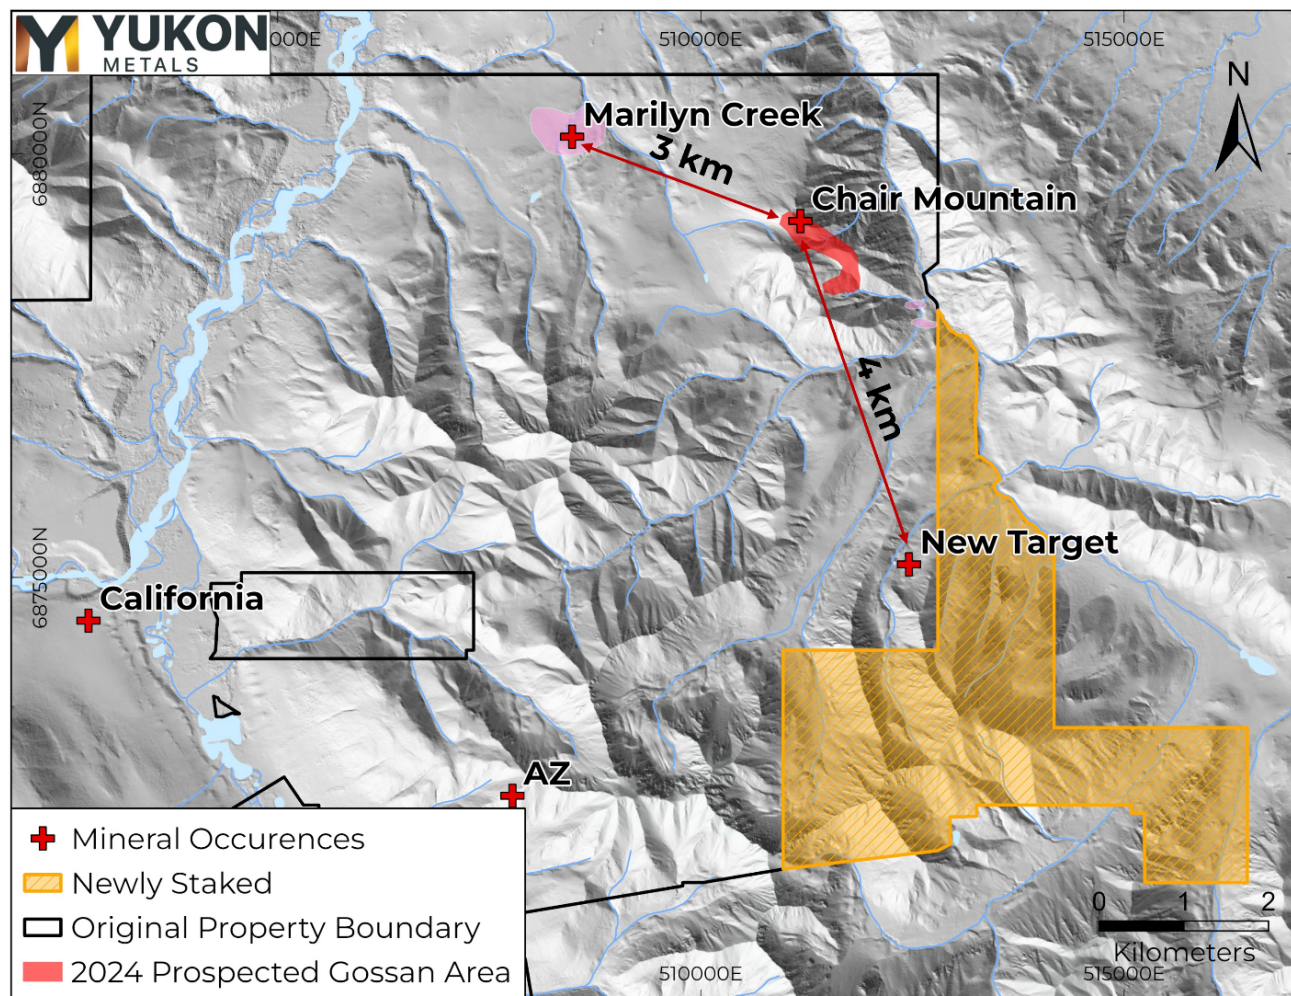 YUKON
METALS
000E
510000E
515000E
N
6880000N
Marilyn Creek
3 km
Chair Mountain
4 km
New Target
6875000N
California
AZ
Mineral Occurences
Newly Staked
Original Property Boundary
2024 Prospected Gossan Area
0 1 2
Kilometers
510000E
515000E